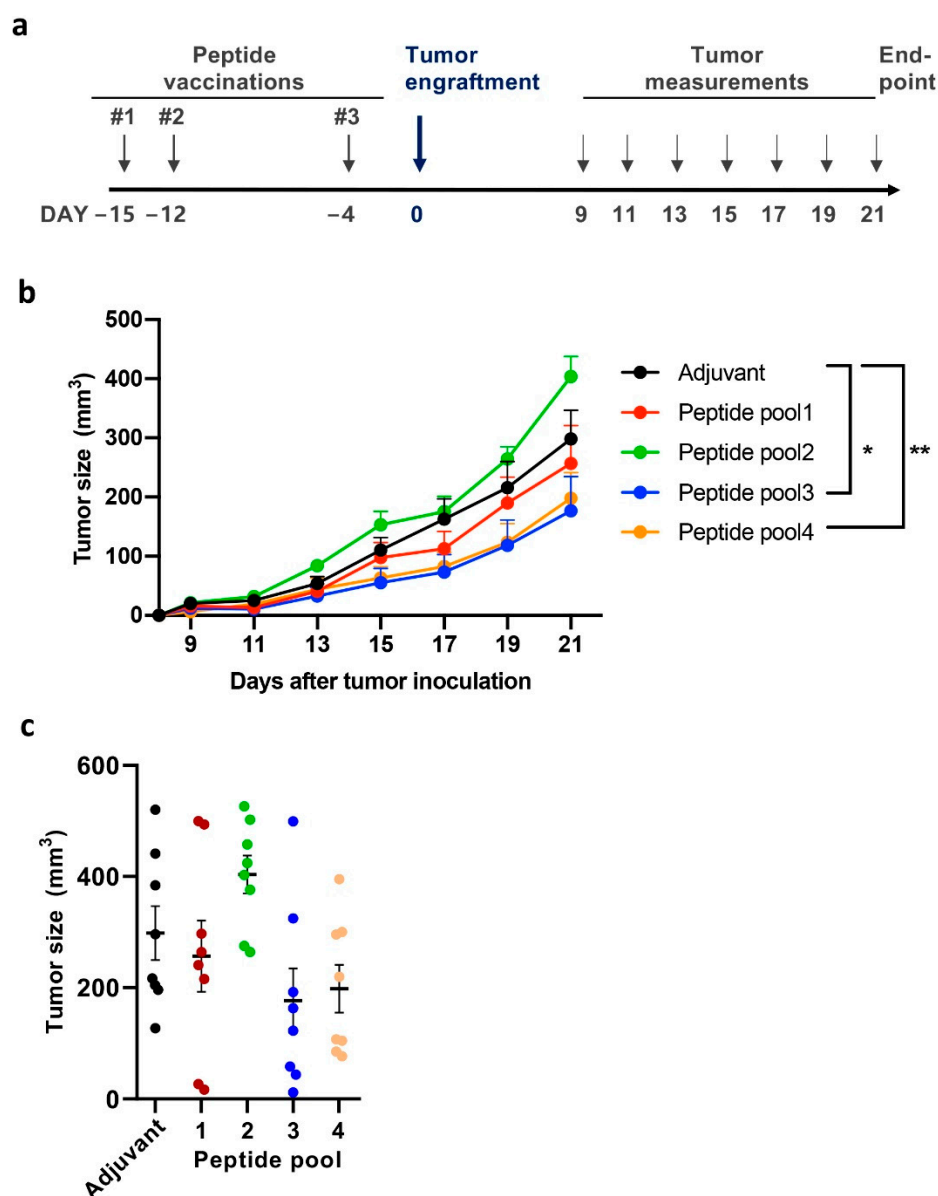 a
Peptide vaccinations
Tumor engraftment
Tumor measurements
End-point
#1 #2 #3
DAY –15 –12 –4 0 9 11 13 15 17 19 21
b
Tumor size (mm³)
500
400
300
200
100
0
9 11 13 15 17 19 21
Days after tumor inoculation
Adjuvant
Peptide pool1
Peptide pool2
Peptide pool3
Peptide pool4
* **
c
Tumor size (mm³)
600
400
200
0
Adjuvant 1 2 3 4
Peptide pool